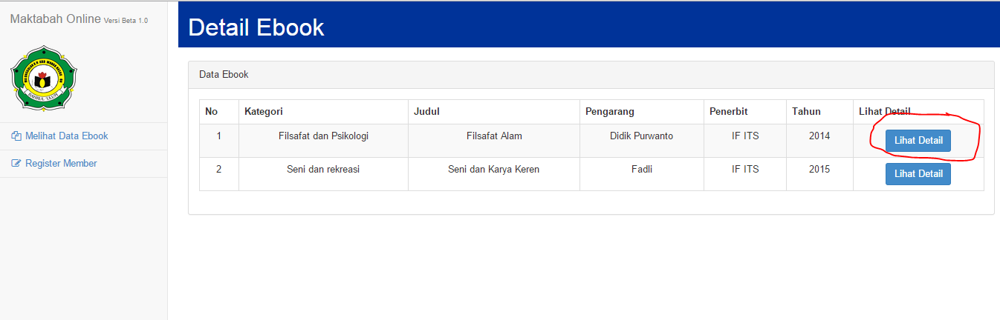 Maktabah Online Versi Beta 1.0
Detail Ebook
BAHRUL ULUM
Melihat Data Ebook
Register Member
Data Ebook
No Kategori Judul Pengarang Penerbit Tahun Lihat Detail
1 Filsafat dan Psikologi Filsafat Alam Didik Purwanto IF ITS 2014 Lihat Detail
2 Seni dan rekreasi Seni dan Karya Keren Fadli IF ITS 2015 Lihat Detail